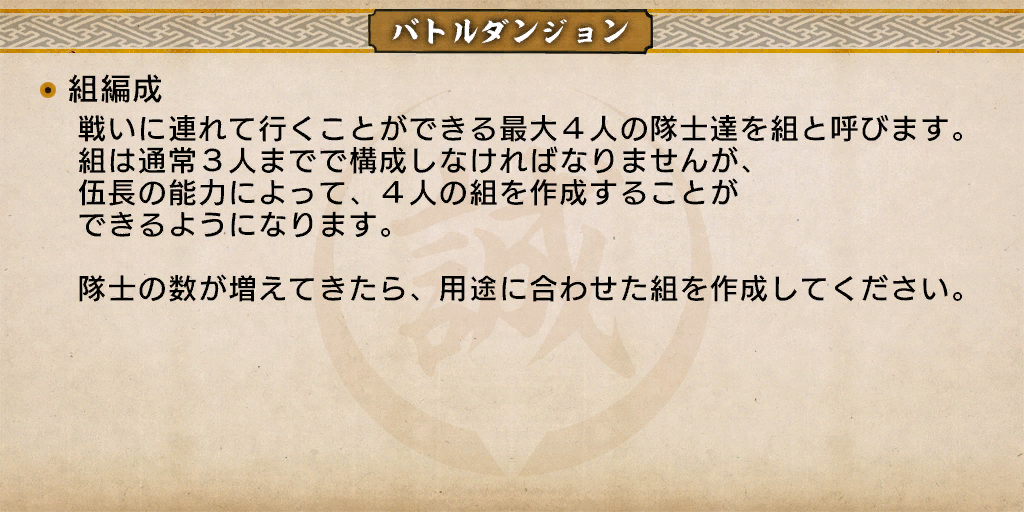 バトルダンジョン
組編成
戦いに連れて行くことができる最大４人の隊士達を組と呼びます。
組は通常３人までで構成しなければなりませんが、
伍長の能力によって、４人の組を作成することが
できるようになります。
隊士の数が増えてきたら、用途に合わせた組を作成してください。
誠